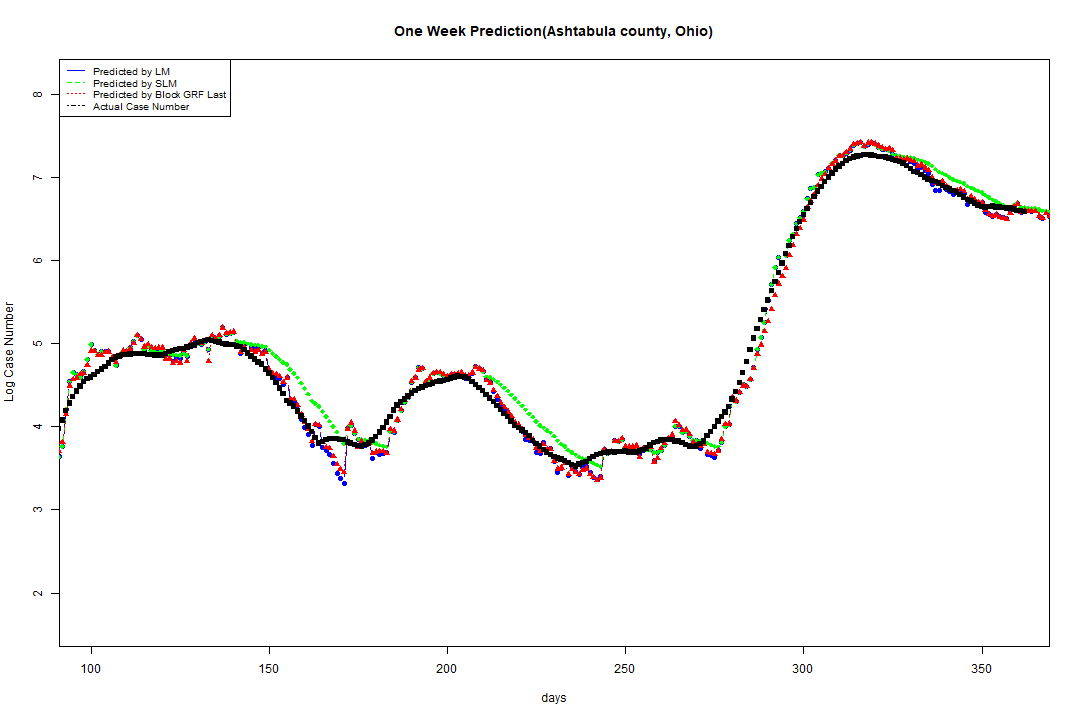 One Week Prediction(Ashtabula county, Ohio)
Predicted by LM
Predicted by SLM
Predicted by Block GRF Last
Actual Case Number
8
7
6
5
4
3
2
Log Case Number
100 150 200 250 300 350
days